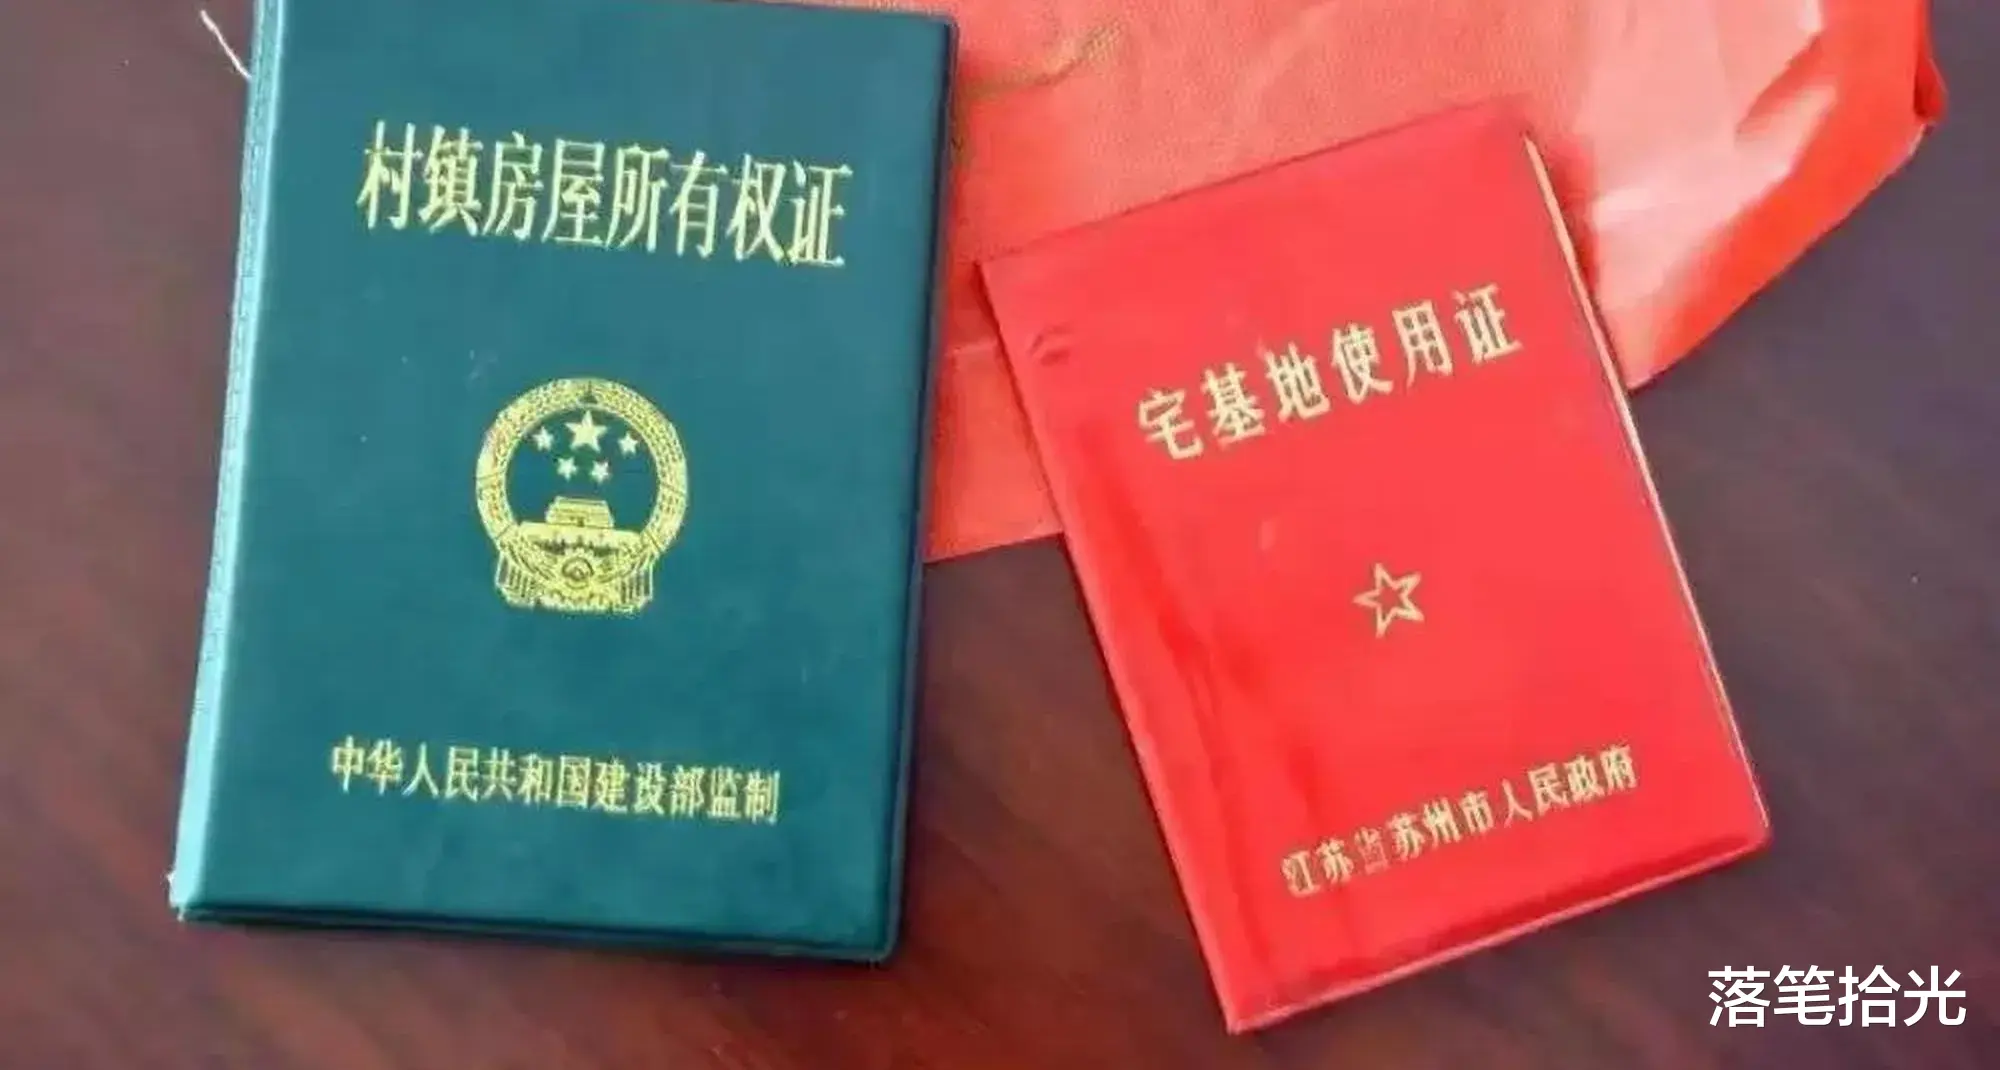 村镇房屋所有权证
中华人民共和国建设部监制
宅基地使用证
江苏省苏州市人民政府
落笔拾光